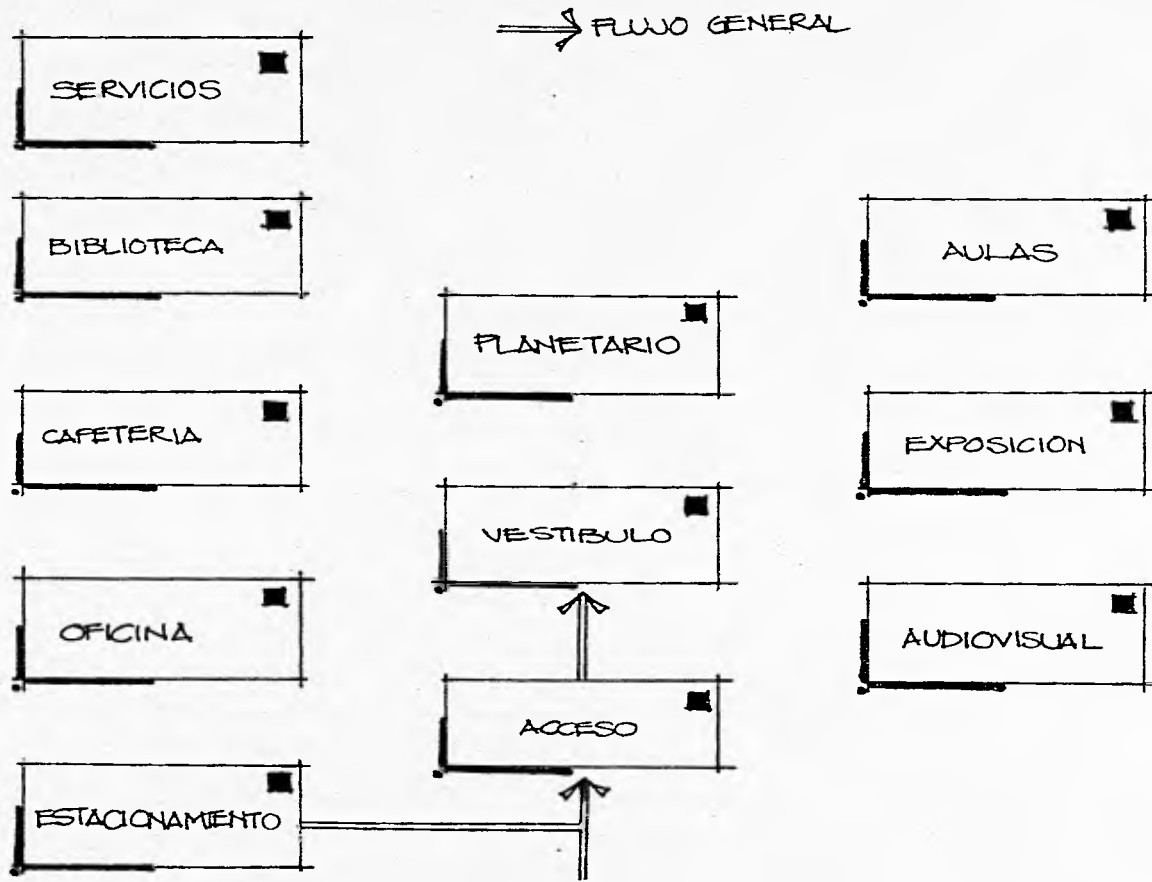 FLUJO GENERAL
SERVICIOS
BIBLIOTECA
AULAS
PLANETARIO
CAFETERIA
EXPOSICION
VESTIBULO
OFICINA
AUDIOVISUAL
ACCESO
ESTACIONAMIENTO